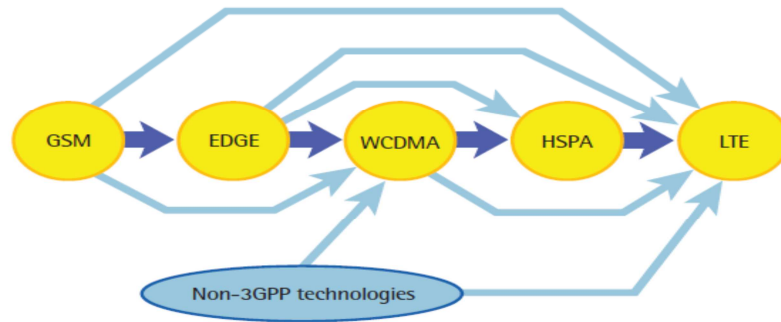 GSM
EDGE
WCDMA
HSPA
LTE
Non-3GPP technologies